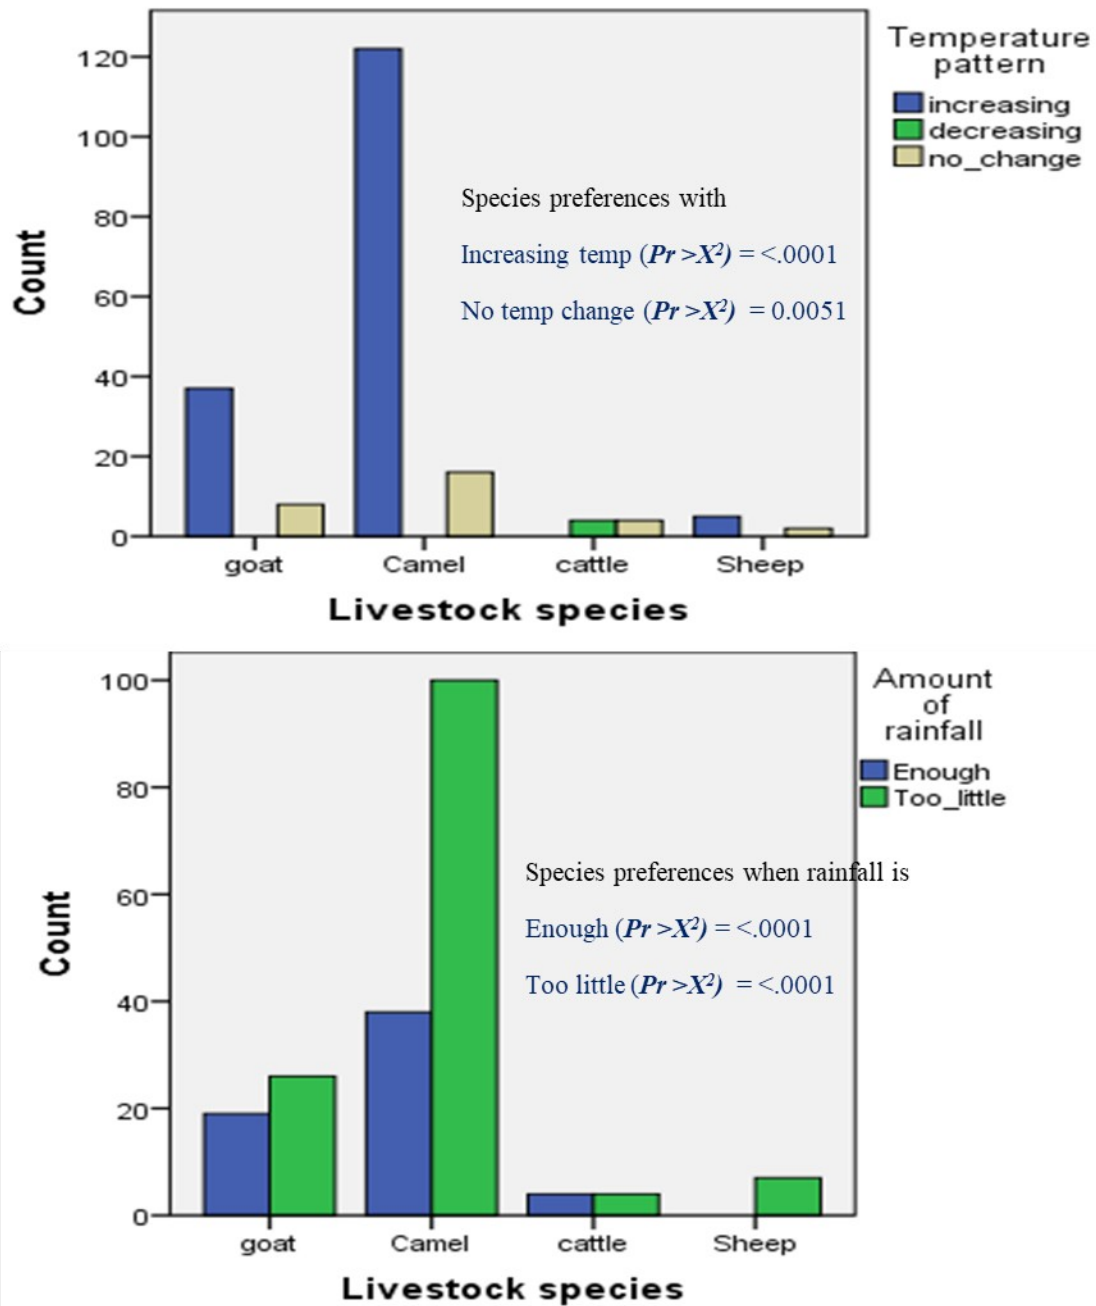 Temperature
pattern
increasing
decreasing
no_change
120
100
80
60
40
20
0
Count
Species preferences with
Increasing temp (Pr >X²) = <.0001
No temp change (Pr >X²) = 0.0051
goat Camel cattle Sheep
Livestock species
Amount
of
rainfall
Enough
Too_little
100
80
60
40
20
0
Count
Species preferences when rainfall is
Enough (Pr >X²) = <.0001
Too little (Pr >X²) = <.0001
goat Camel cattle Sheep
Livestock species